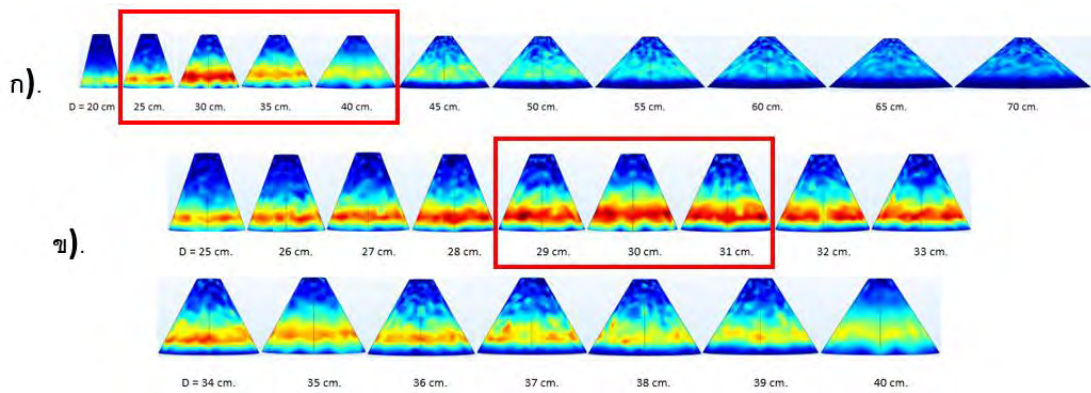 ก).
D = 20 cm 25 cm. 30 cm. 35 cm. 40 cm. 45 cm. 50 cm. 55 cm. 60 cm. 65 cm. 70 cm.
ข).
D = 25 cm. 26 cm. 27 cm. 28 cm. 29 cm. 30 cm. 31 cm. 32 cm. 33 cm.
D = 34 cm. 35 cm. 36 cm. 37 cm. 38 cm. 39 cm. 40 cm.